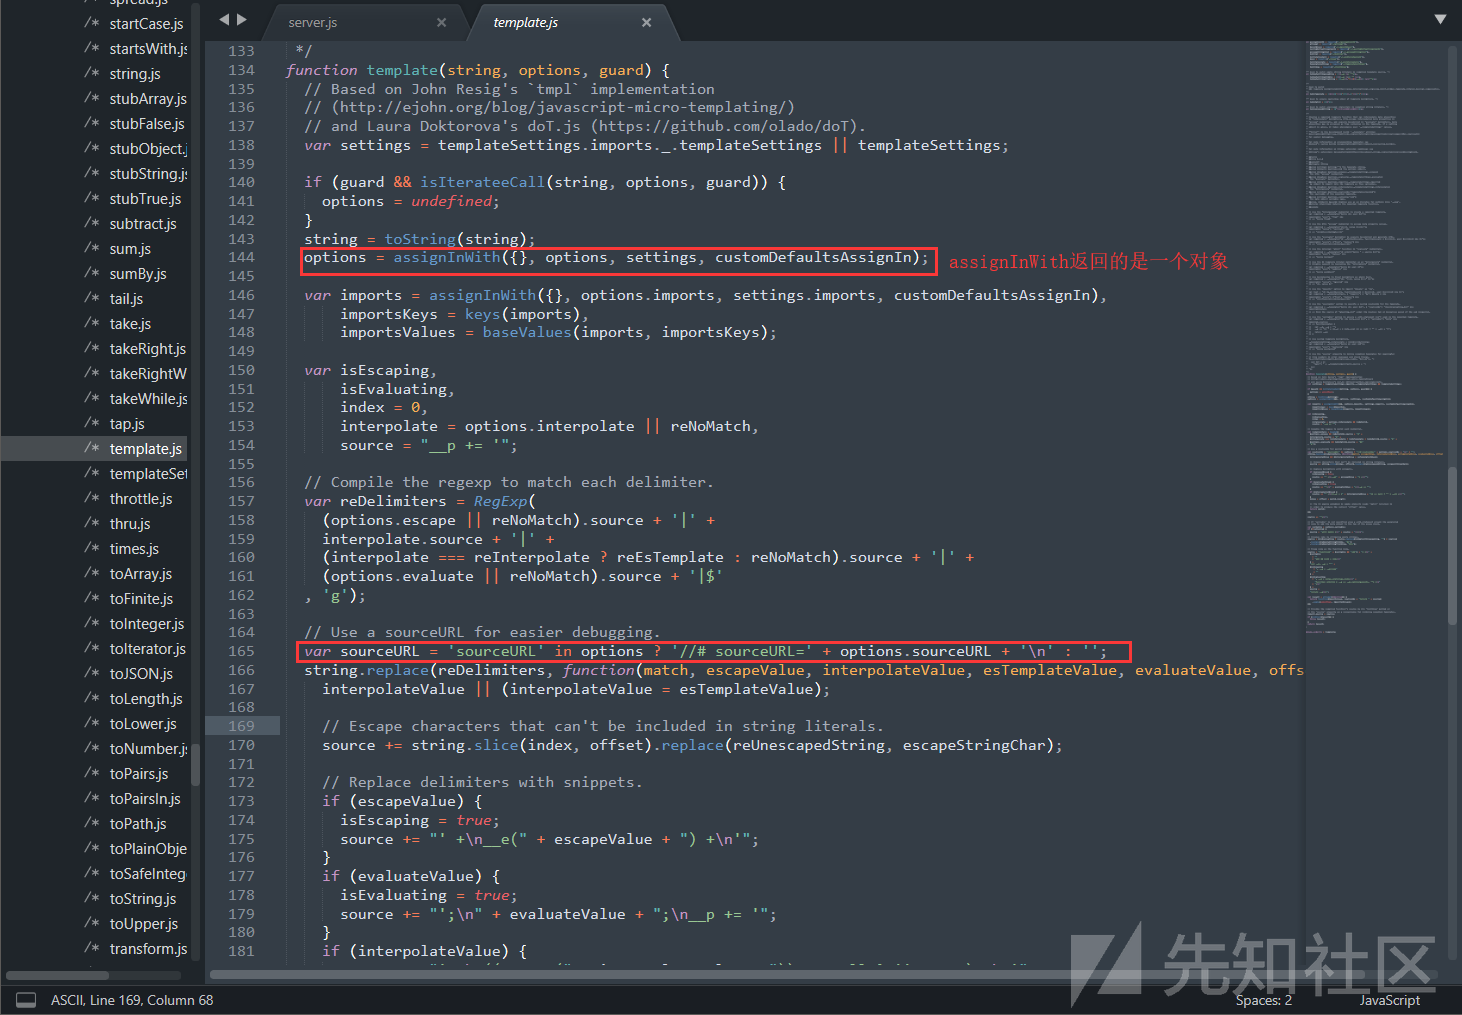 server.js ×
template.js ×
spread.js
/* startCase.js
/* startsWith.js
/* string.js
/* stubArray.js
/* stubFalse.js
/* stubObject.j
/* stubString.js
/* stubTrue.js
/* subtract.js
/* sum.js
/* sumBy.js
/* tail.js
/* take.js
/* takeRight.js
/* takeRightW
/* takeWhile.js
/* tap.js
/* template.js
/* templateSet
/* throttle.js
/* thru.js
/* times.js
/* toArray.js
/* toFinite.js
/* toInteger.js
/* toIterator.js
/* toJSON.js
/* toLength.js
/* toLower.js
/* toNumber.js
/* toPairs.js
/* toPairsIn.js
/* toPath.js
/* toPlainObje
/* toSafeInteg
/* toString.js
/* toUpper.js
/* transform.js
133 */
134 function template(string, options, guard) {
135 // Based on John Resig's `tmpl` implementation
136 // (http://ejohn.org/blog/javascript-micro-templating/)
137 // and Laura Doktorova's doT.js (https://github.com/olado/doT).
138 var settings = templateSettings.imports._.templateSettings || templateSettings;
139
140 if (guard && isIterateeCall(string, options, guard)) {
141 options = undefined;
142 }
143 string = toString(string);
144 options = assignInWith({}, options, settings, customDefaultsAssignIn); assignInWith返回的是一个对象
145
146 var imports = assignInWith({}, options.imports, settings.imports, customDefaultsAssignIn),
147 importsKeys = keys(imports),
148 importsValues = baseValues(imports, importsKeys);
149
150 var isEscaping,
151 isEvaluating,
152 index = 0,
153 interpolate = options.interpolate || reNoMatch,
154 source = "__p += '";
155
156 // Compile the regexp to match each delimiter.
157 var reDelimiters = RegExp(
158 (options.escape || reNoMatch).source + '|' +
159 interpolate.source + '|' +
160 (interpolate === reInterpolate ? reEsTemplate : reNoMatch).source + '|' +
161 (options.evaluate || reNoMatch).source + '|$'
162 , 'g');
163
164 // Use a sourceURL for easier debugging.
165 var sourceURL = 'sourceURL' in options ? '//# sourceURL=' + options.sourceURL + '\n' : '';
166 string.replace(reDelimiters, function(match, escapeValue, interpolateValue, esTemplateValue, evaluateValue, offs
167 interpolateValue || (interpolateValue = esTemplateValue);
168
169 // Escape characters that can't be included in string literals.
170 source += string.slice(index, offset).replace(reUnescapedString, escapeStringChar);
171
172 // Replace delimiters with snippets.
173 if (escapeValue) {
174 isEscaping = true;
175 source += "' +\n__e(" + escapeValue + ") +\n'";
176 }
177 if (evaluateValue) {
178 isEvaluating = true;
179 source += "';\n" + evaluateValue + ";\n__p += '";
180 }
181 if (interpolateValue) {
先知社区
ASCII, Line 169, Column 68
Spaces: 2
JavaScript